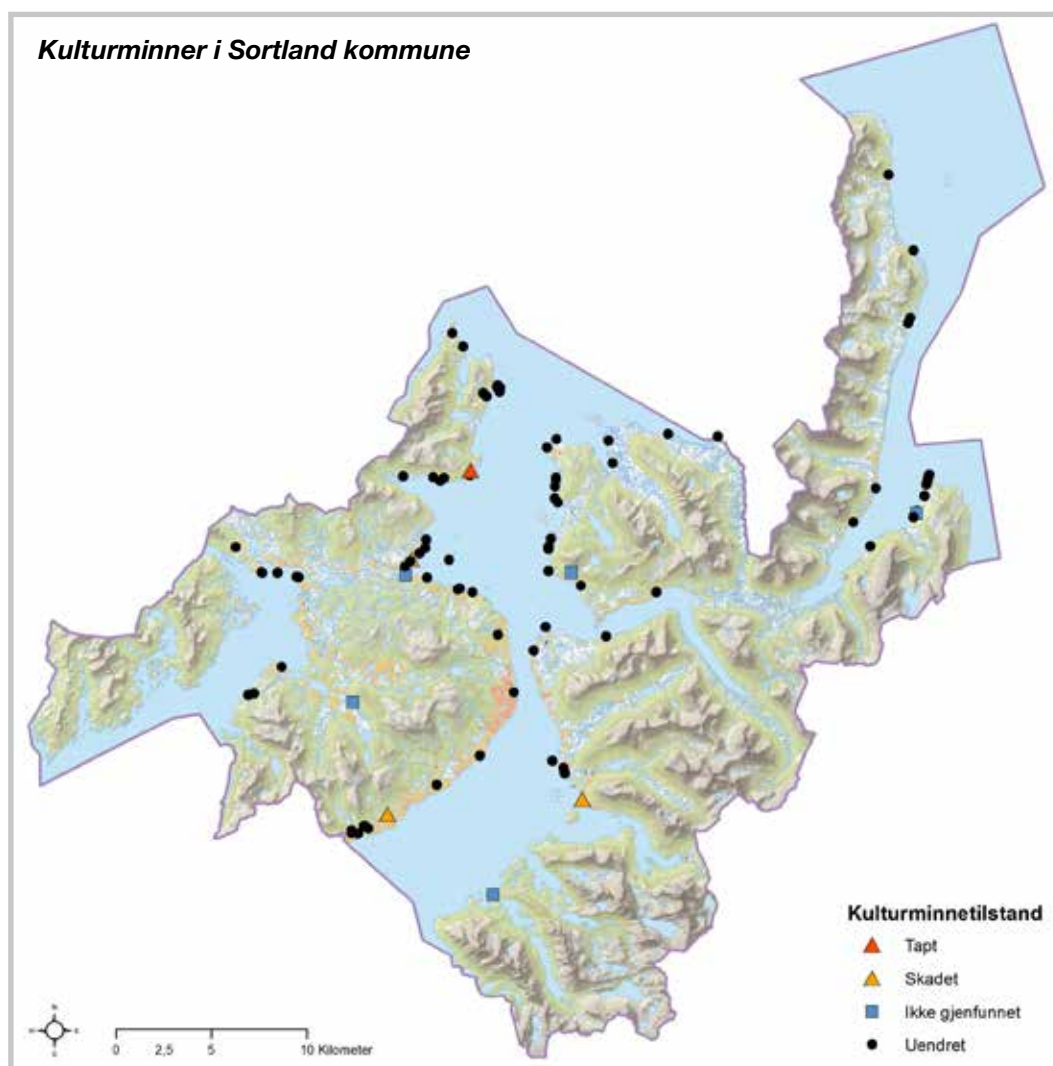 Kulturminner i Sortland kommune
Kulturminnetilstand
Tapt
Skadet
Ikke gjenfunnet
Uendret
N
0 2,5 5 10 Kilometer